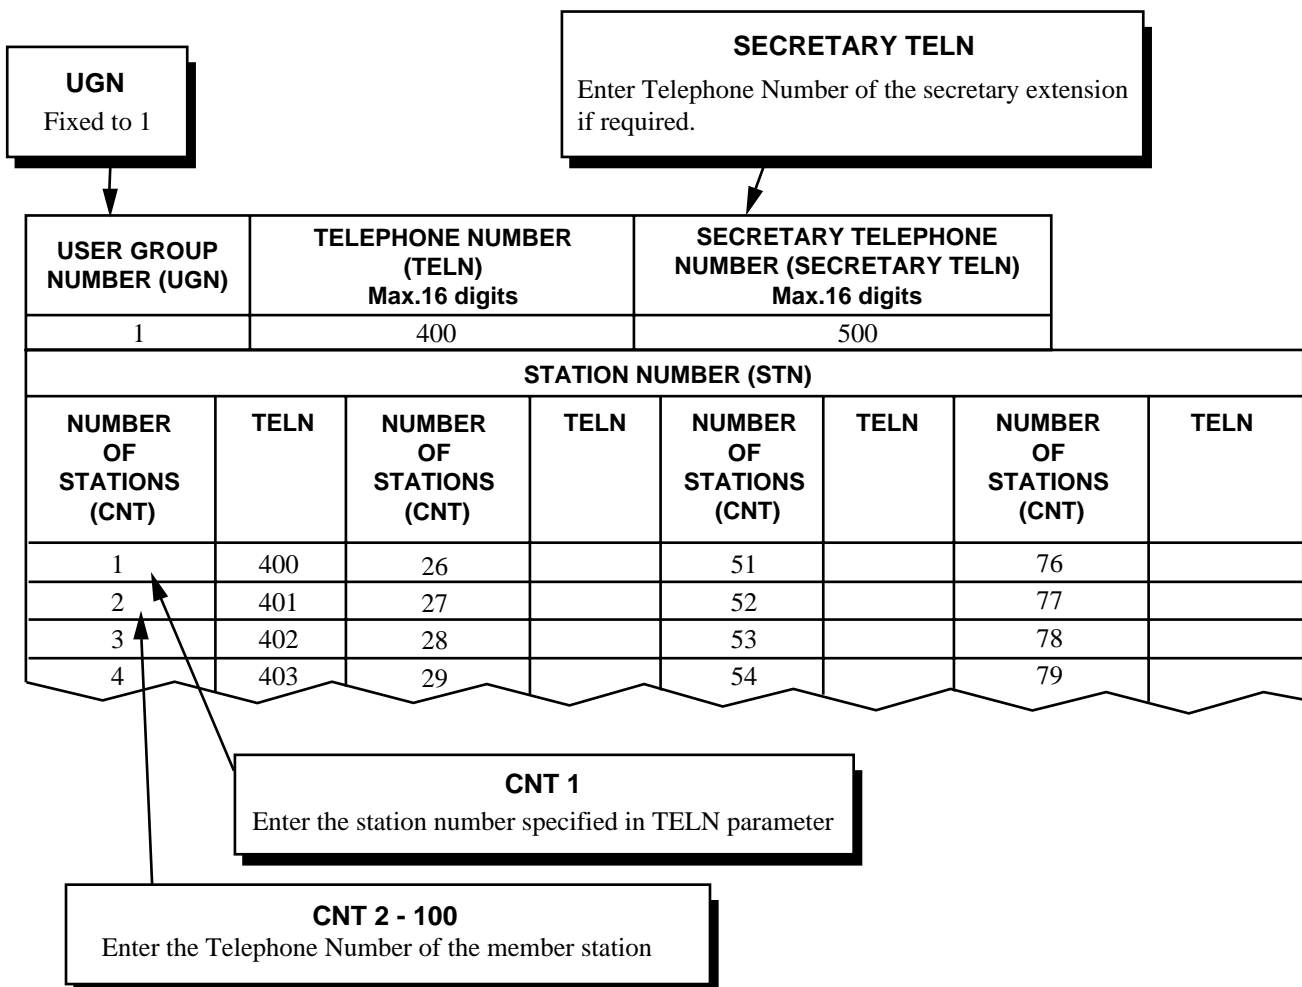 UGN
Fixed to 1
SECRETARY TELN
Enter Telephone Number of the secretary extension
if required.
USER GROUP
NUMBER (UGN)
TELEPHONE NUMBER
(TELN)
Max.16 digits
SECRETARY TELEPHONE
NUMBER (SECRETARY TELN)
Max.16 digits
1 400 500
STATION NUMBER (STN)
NUMBER
OF
STATIONS
(CNT)
TELN
NUMBER
OF
STATIONS
(CNT)
TELN
NUMBER
OF
STATIONS
(CNT)
TELN
NUMBER
OF
STATIONS
(CNT)
TELN
1 400 26 51 76
2 401 27 52 77
3 402 28 53 78
4 403 29 54 79
CNT 1
Enter the station number specified in TELN parameter
CNT 2 - 100
Enter the Telephone Number of the member station